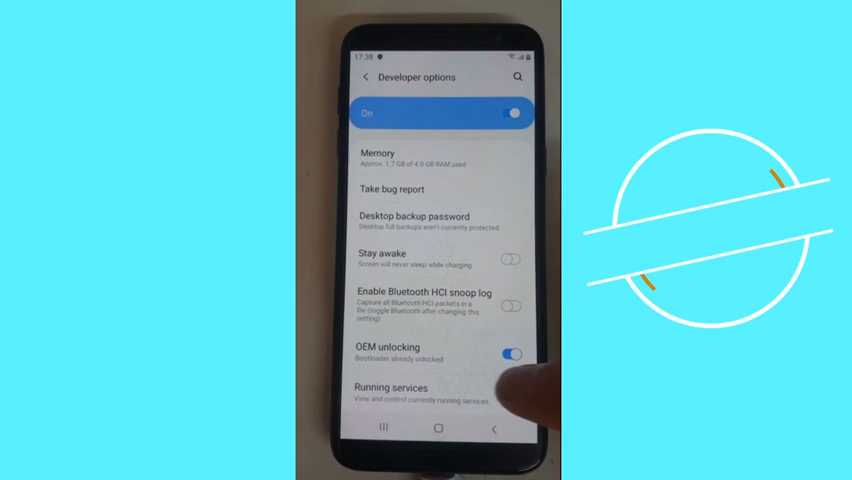 17:38
Developer options
On
Memory
Approx. 1.7 GB of 4.0 GB RAM used
Take bug report
Desktop backup password
Desktop full backups aren't currently protected
Stay awake
Screen will never sleep while charging
Enable Bluetooth HCI snoop log
Capture all Bluetooth HCI packets in a
file (toggle Bluetooth after changing this
setting)
OEM unlocking
Bootloader already unlocked
Running services
View and control currently running services